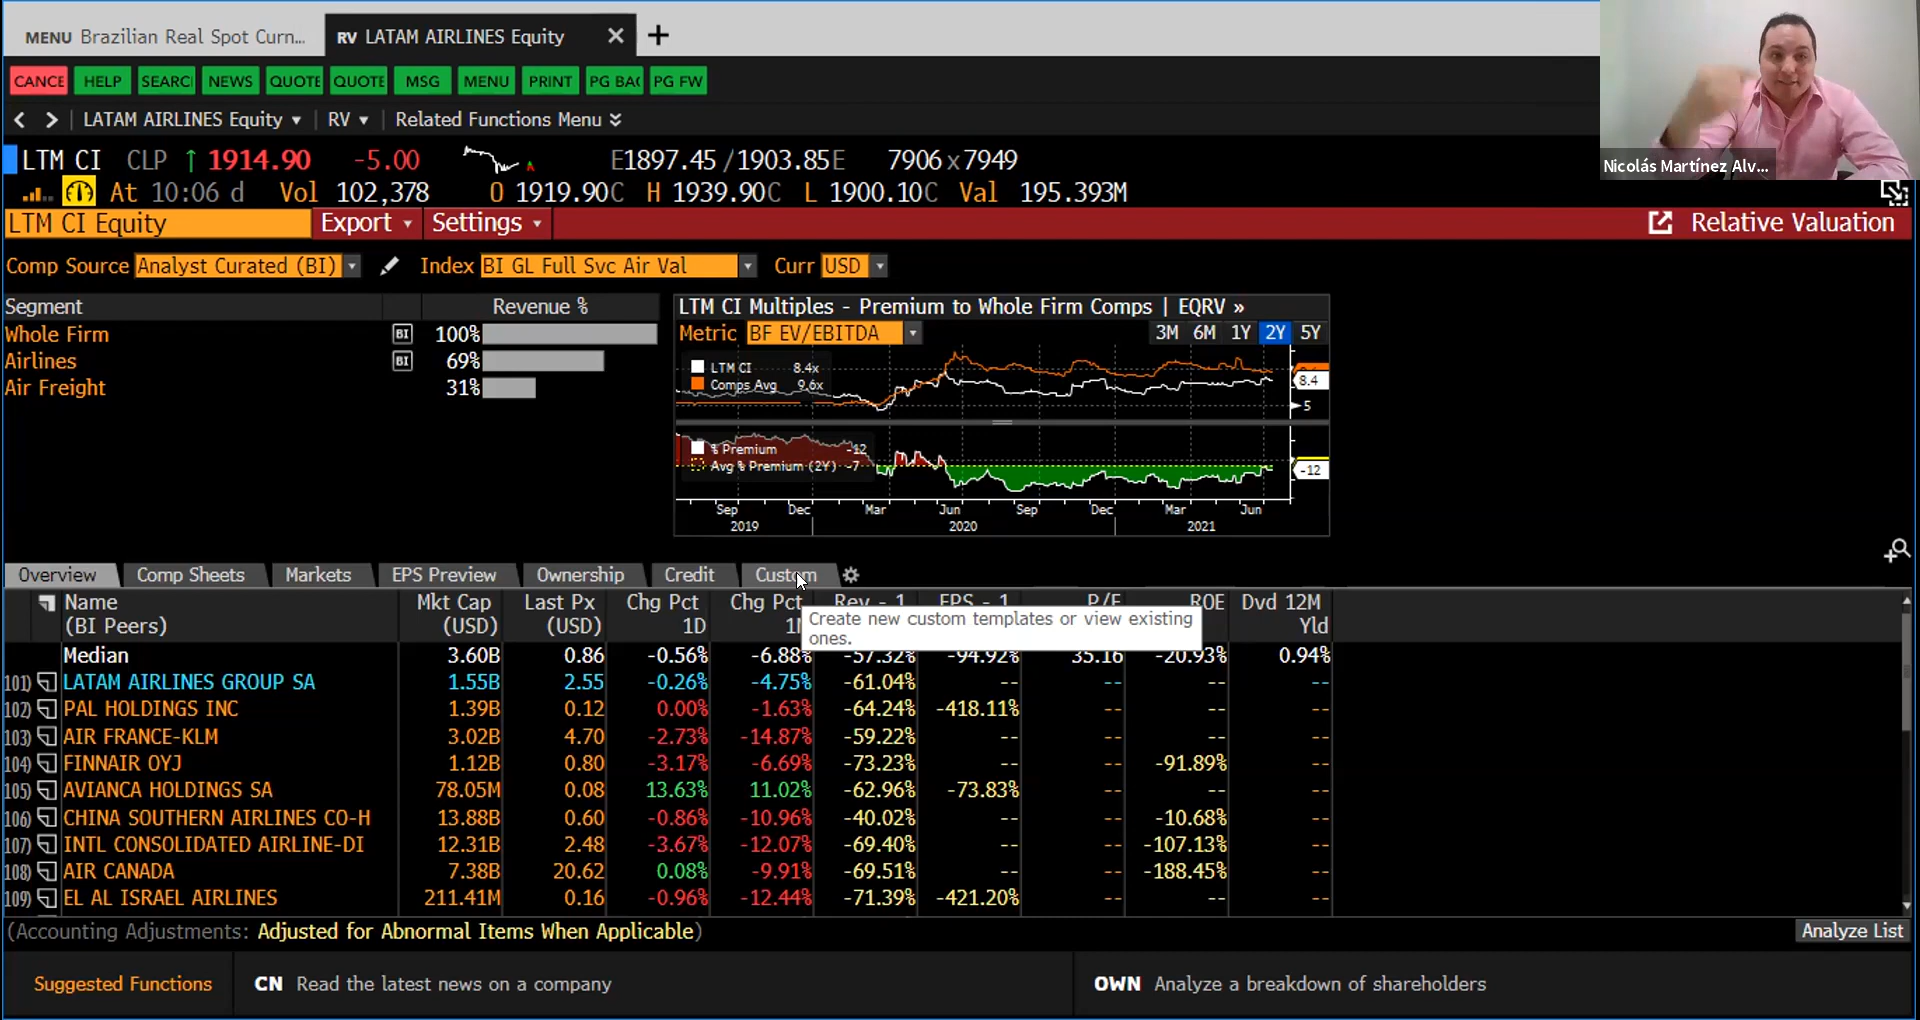 MENU Brazilian Real Spot Curn...
RV LATAM AIRLINES Equity
CANCE HELP SEARC NEWS QUOTE QUOTE MSG MENU PRINT PG BAC PG FW
LATAM AIRLINES Equity RV Related Functions Menu
Nicolás Martínez Alv...
LTM CI CLP ↑ 1914.90 -5.00 E1897.45 /1903.85E 7906 x 7949
At 10:06 d Vol 102,378 O 1919.90C H 1939.90C L 1900.10C Val 195.393M
LTM CI Equity Export Settings Relative Valuation
Comp Source Analyst Curated (BI) Index BI GL Full Svc Air Val Curr USD
Segment Revenue %
Whole Firm BI 100%
Airlines BI 69%
Air Freight 31%
LTM CI Multiples - Premium to Whole Firm Comps | EQRV »
Metric BF EV/EBITDA 3M 6M 1Y 2Y 5Y
LTM CI 8.4x
Comps Avg 9.6x
8.4
5
% Premium -12
Avg % Premium (2Y) -7
-12
Sep Dec Mar Jun Sep Dec Mar Jun
2019 2020 2021
Overview Comp Sheets Markets EPS Preview Ownership Credit Custom
Name Mkt Cap Last Px Chg Pct Chg Pct Rev - 1 EPS - 1 P/E ROE Dvd 12M
(BI Peers) (USD) (USD) 1D Yld
Create new custom templates or view existing
ones.
Median 3.60B 0.86 -0.56% -6.88% -57.32% -94.92% 35.16 -20.93% 0.94%
101) LATAM AIRLINES GROUP SA 1.55B 2.55 -0.26% -4.75% -61.04% -- -- -- --
102) PAL HOLDINGS INC 1.39B 0.12 0.00% -1.63% -64.24% -418.11% -- -- --
103) AIR FRANCE-KLM 3.02B 4.70 -2.73% -14.87% -59.22% -- -- -- --
104) FINNAIR OYJ 1.12B 0.80 -3.17% -6.69% -73.23% -- -- -91.89% --
105) AVIANCA HOLDINGS SA 78.05M 0.08 13.63% 11.02% -62.96% -73.83% -- -- --
106) CHINA SOUTHERN AIRLINES CO-H 13.88B 0.60 -0.86% -10.96% -40.02% -- -- -10.68% --
107) INTL CONSOLIDATED AIRLINE-DI 12.31B 2.48 -3.67% -12.07% -69.40% -- -- -107.13% --
108) AIR CANADA 7.38B 20.62 0.08% -9.91% -69.51% -- -- -188.45% --
109) EL AL ISRAEL AIRLINES 211.41M 0.16 -0.96% -12.44% -71.39% -421.20% -- -- --
(Accounting Adjustments: Adjusted for Abnormal Items When Applicable) Analyze List
Suggested Functions CN Read the latest news on a company OWN Analyze a breakdown of shareholders